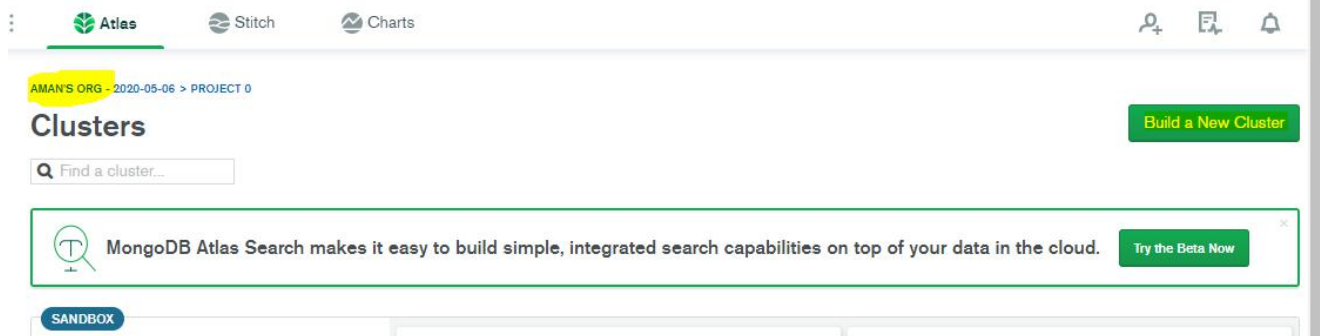 Atlas Stitch Charts
AMAN'S ORG - 2020-05-06 > PROJECT 0
Clusters
Build a New Cluster
Find a cluster...
MongoDB Atlas Search makes it easy to build simple, integrated search capabilities on top of your data in the cloud. Try the Beta Now
SANDBOX